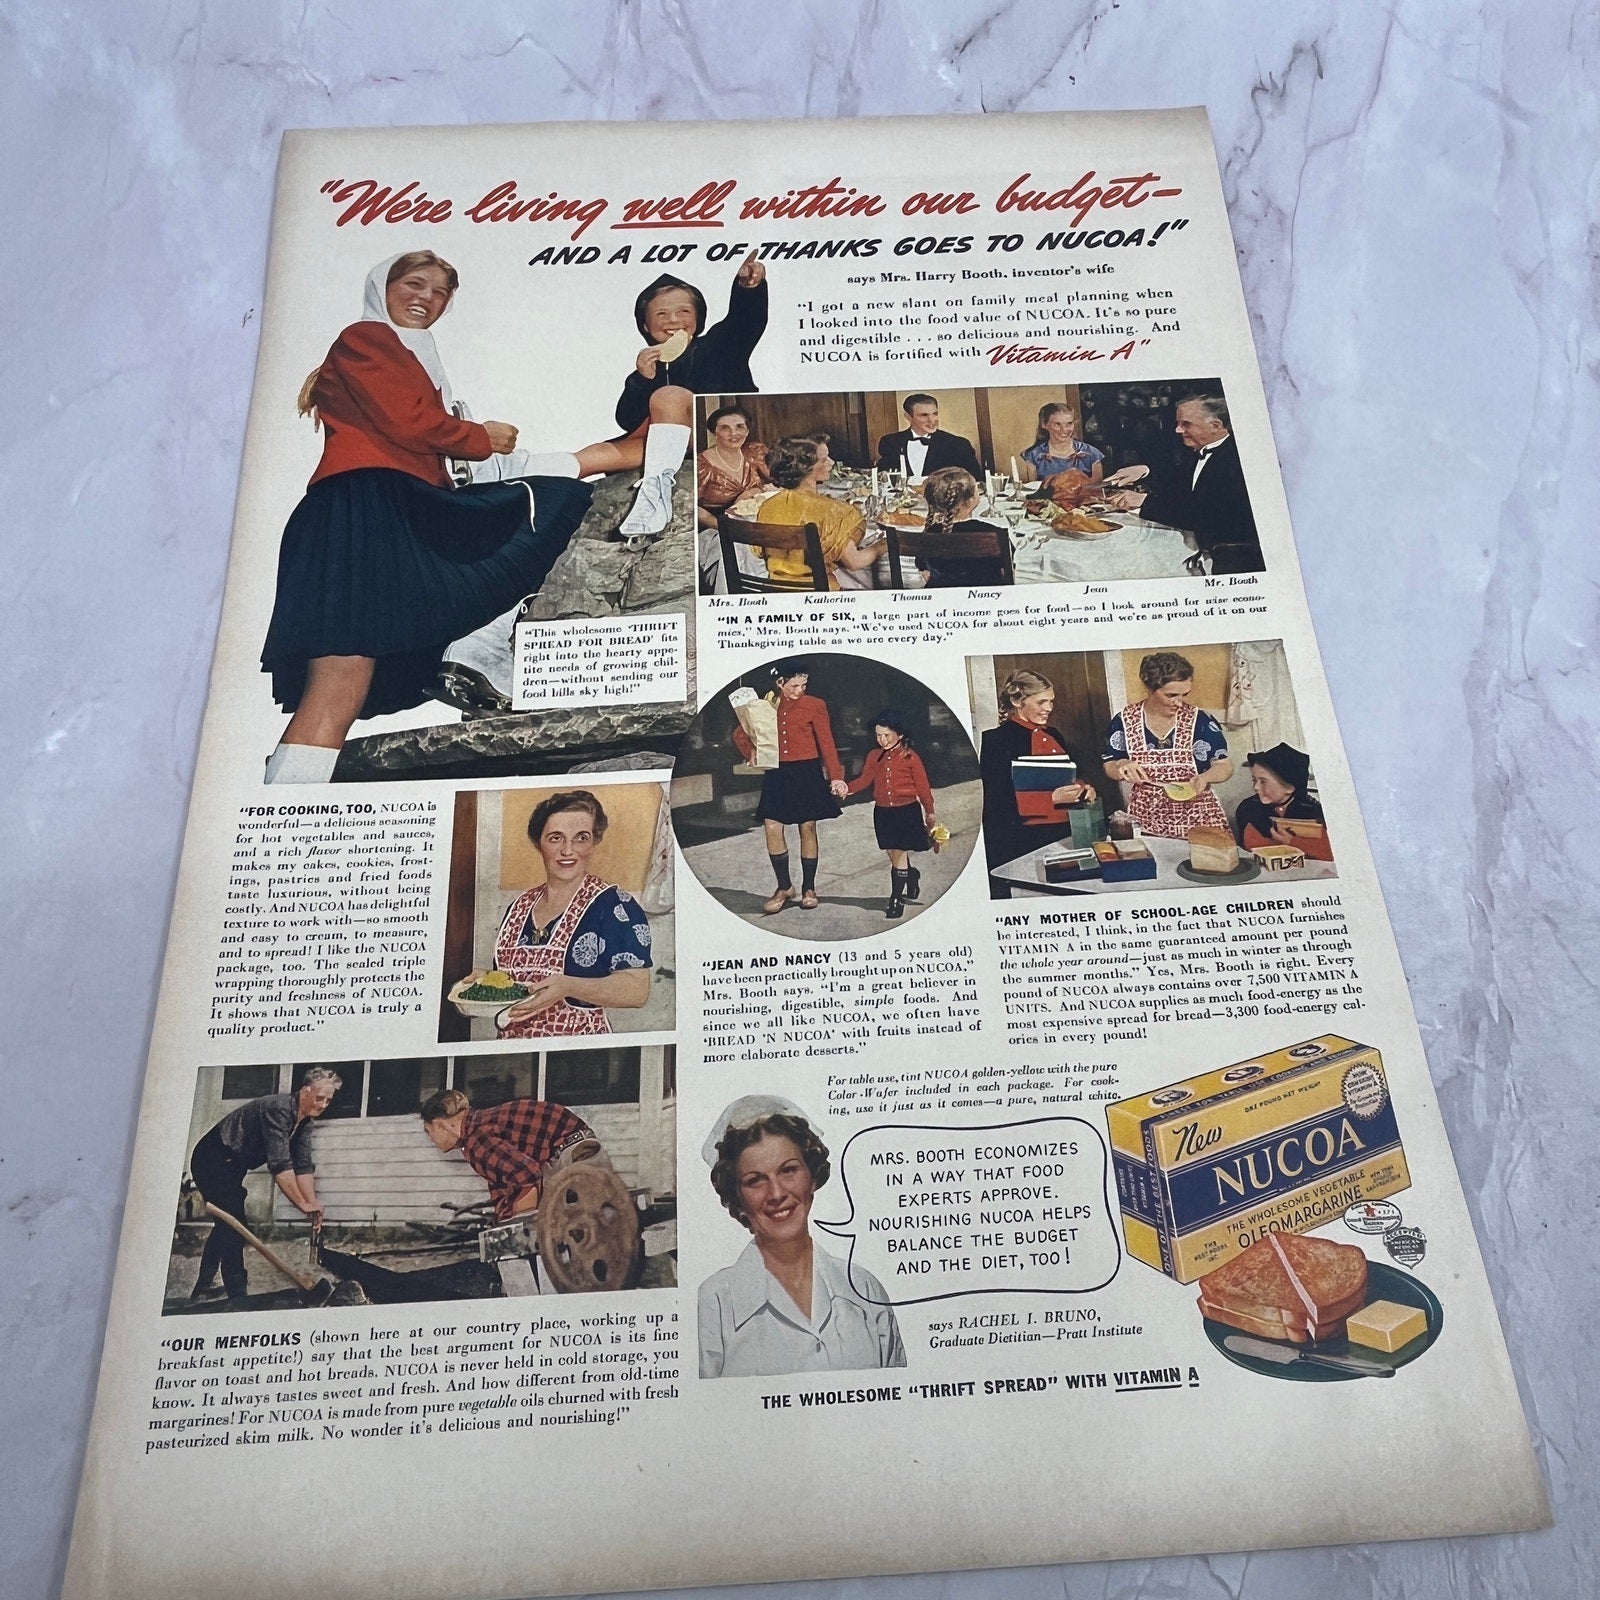 "We're living well within our budget-
AND A LOT OF THANKS GOES TO NUCOA!"
says Mrs. Harry Booth, inventor's wife
"I got a new slant on family meal planning when
I looked into the food value of NUCOA. It's so pure
and digestible . . . so delicious and nourishing. And
NUCOA is fortified with Vitamin A"
"This wholesome 'THRIFT
SPREAD FOR BREAD' fits
right into the hearty appe-
tite needs of growing chil-
dren—without sending our
food bills sky high!"
Mrs. Booth Katherine Thomas Nancy Jean Mr. Booth
"IN A FAMILY OF SIX, a large part of income goes for food—so I look around for wise econo-
mies," Mrs. Booth says. "We've used NUCOA for about eight years and we're as proud of it on our
Thanksgiving table as we are every day."
"FOR COOKING, TOO, NUCOA is
wonderful—a delicious seasoning
for hot vegetables and sauces,
and a rich flavor shortening. It
makes my cakes, cookies, frost-
ings, pastries and fried foods
taste luxurious, without being
costly. And NUCOA has delightful
texture to work with—so smooth
and easy to cream, to measure,
and to spread! I like the NUCOA
package, too. The sealed triple
wrapping thoroughly protects the
purity and freshness of NUCOA.
It shows that NUCOA is truly a
quality product."
"JEAN AND NANCY (13 and 5 years old)
have been practically brought up on NUCOA,"
Mrs. Booth says. "I'm a great believer in
nourishing, digestible, simple foods. And
since we all like NUCOA, we often have
'BREAD 'N NUCOA' with fruits instead of
more elaborate desserts."
"ANY MOTHER OF SCHOOL-AGE CHILDREN should
be interested, I think, in the fact that NUCOA furnishes
VITAMIN A in the same guaranteed amount per pound
the whole year around—just as much in winter as through
the summer months." Yes, Mrs. Booth is right. Every
pound of NUCOA always contains over 7,500 VITAMIN A
UNITS. And NUCOA supplies as much food-energy as the
most expensive spread for bread—3,300 food-energy cal-
ories in every pound!
"OUR MENFOLKS (shown here at our country place, working up a
breakfast appetite!) say that the best argument for NUCOA is its fine
flavor on toast and hot breads. NUCOA is never held in cold storage, you
know. It always tastes sweet and fresh. And how different from old-time
margarines! For NUCOA is made from pure vegetable oils churned with fresh
pasteurized skim milk. No wonder it's delicious and nourishing!"
For table use, tint NUCOA golden-yellow with the pure
Color-Wafer included in each package. For cook-
ing, use it just as it comes—a pure, natural white.
MRS. BOOTH ECONOMIZES
IN A WAY THAT FOOD
EXPERTS APPROVE.
NOURISHING NUCOA HELPS
BALANCE THE BUDGET
AND THE DIET, TOO!
says RACHEL I. BRUNO,
Graduate Dietitian—Pratt Institute
ONE POUND NET WEIGHT
New
NUCOA
THE WHOLESOME VEGETABLE
OLEOMARGARINE
THE
BEST FOODS
INC.
ONE OF THE BEST FOODS
ACCEPTED
AMERICAN
MEDICAL
ASSN
THE WHOLESOME "THRIFT SPREAD" WITH VITAMIN A